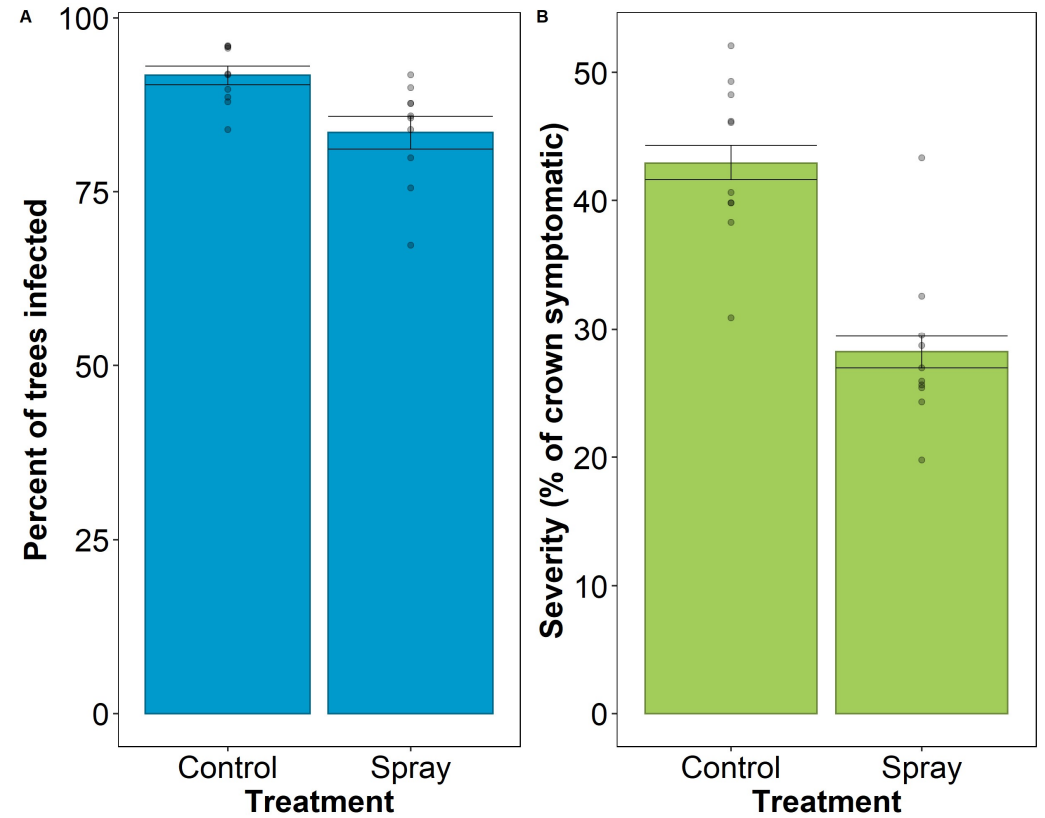 A
Percent of trees infected
100
75
50
25
0
Control Spray
Treatment
B
Severity (% of crown symptomatic)
50
40
30
20
10
0
Control Spray
Treatment